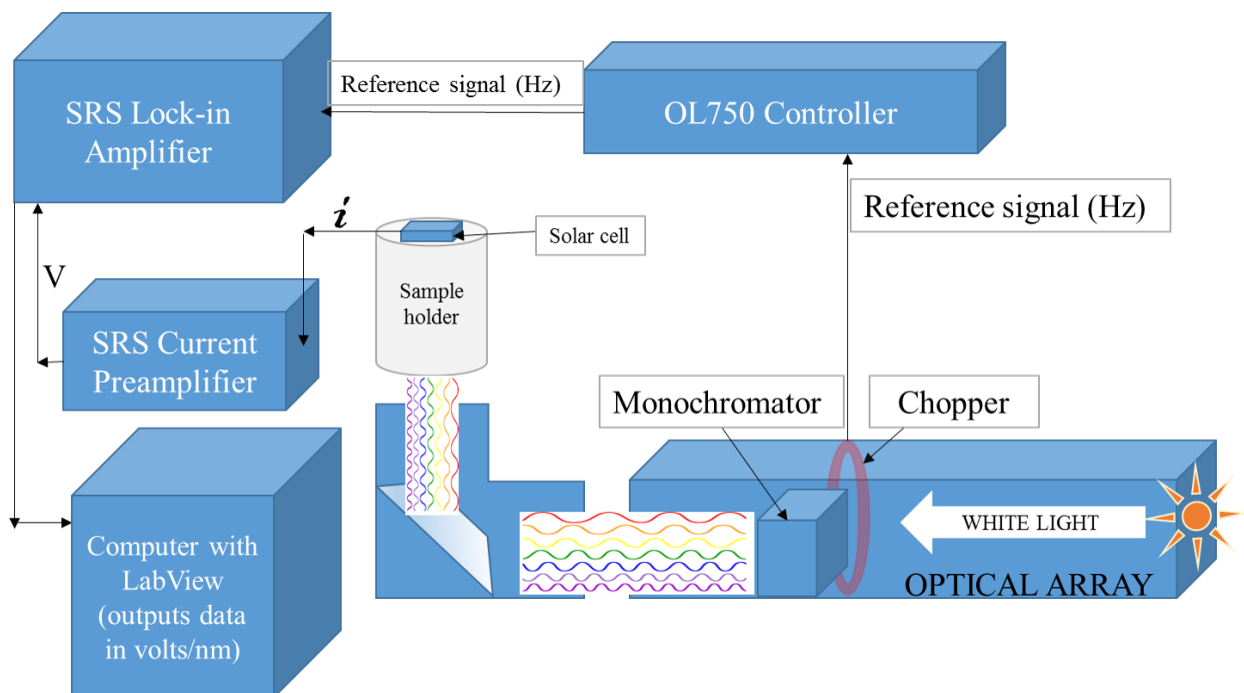 SRS Lock-in
Amplifier
Reference signal (Hz)
OL750 Controller
Reference signal (Hz)
i
Solar cell
V
Sample
holder
SRS Current
Preamplifier
Monochromator
Chopper
WHITE LIGHT
OPTICAL ARRAY
Computer with
LabView
(outputs data
in volts/nm)